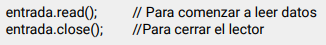 entrada.read(); // Para comenzar a leer datos
entrada.close(); //Para cerrar el lector